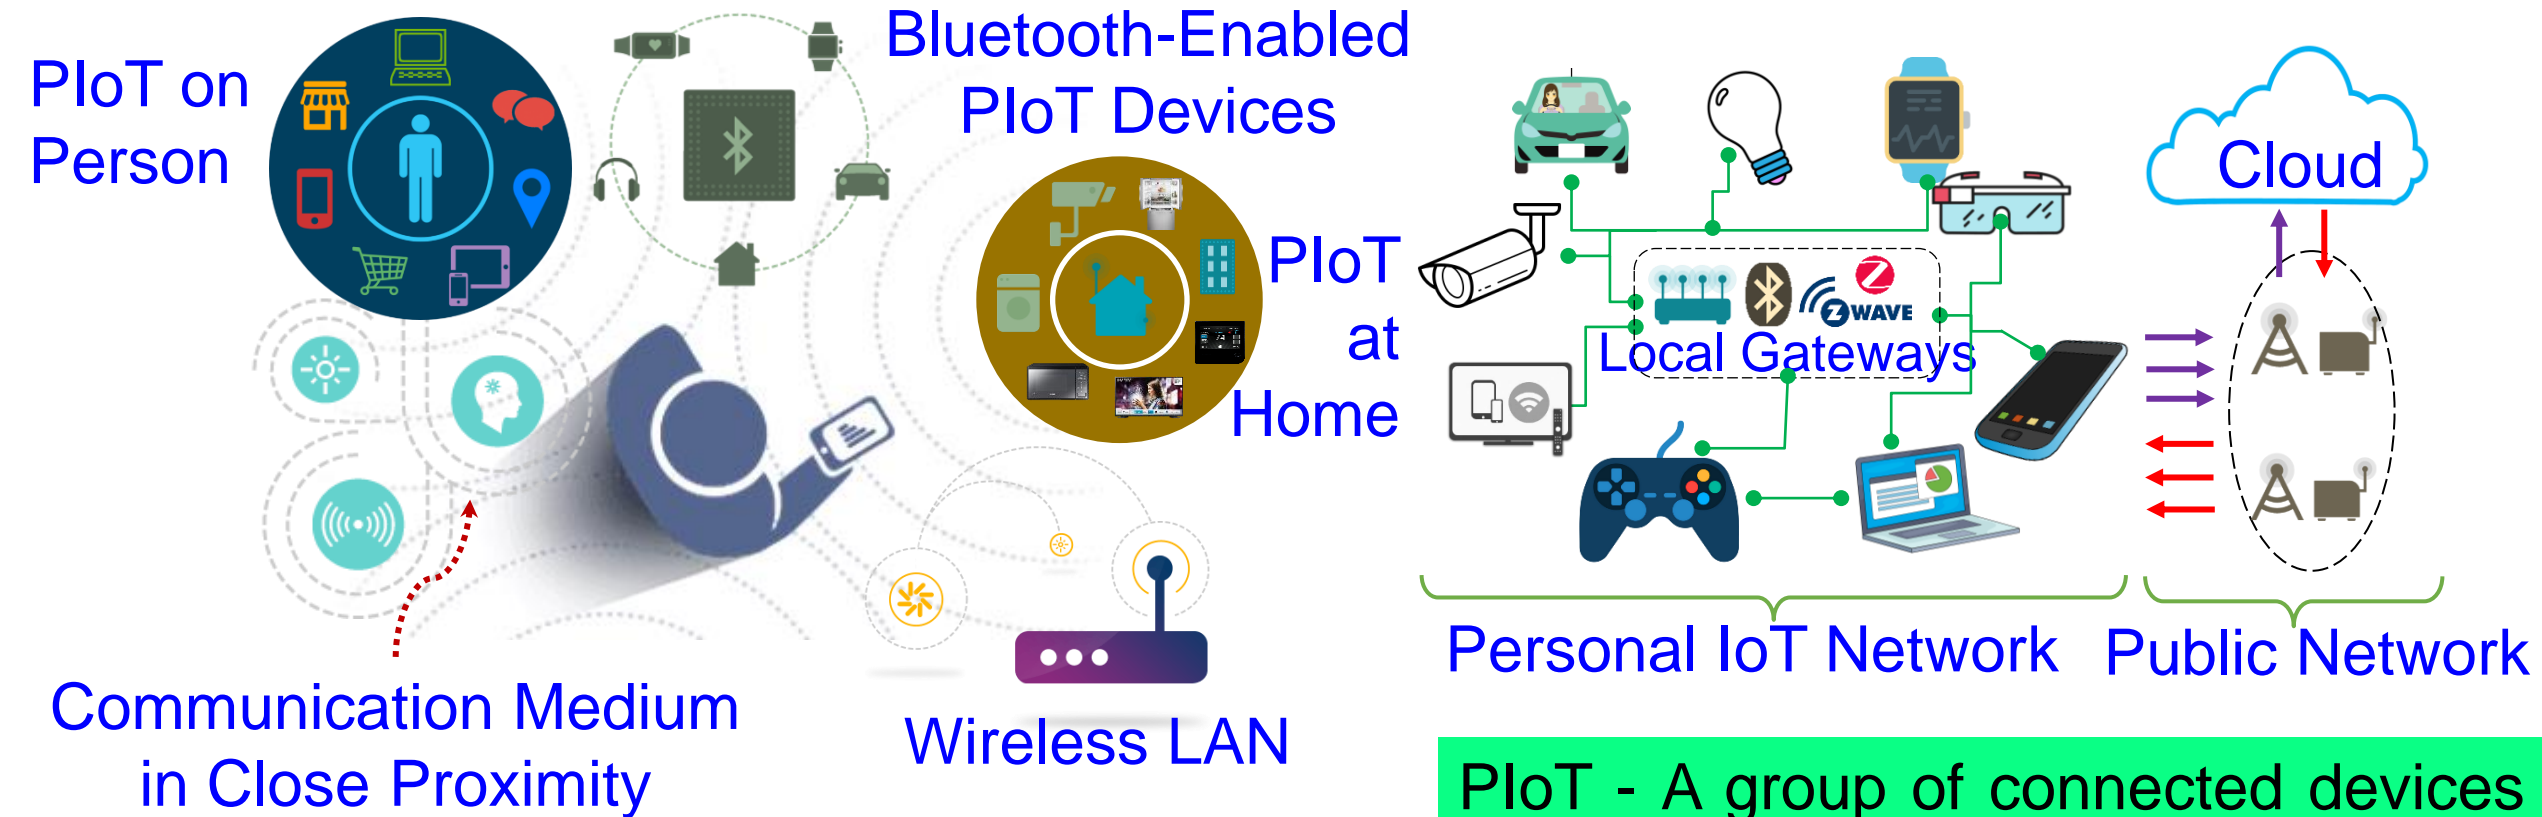 PIoT on
Person
Bluetooth-Enabled
PIoT Devices
PIoT
at
Home
Cloud
Z
Z WAVE
Local Gateways
Personal IoT Network
Public Network
Communication Medium
in Close Proximity
Wireless LAN
PIoT - A group of connected devices